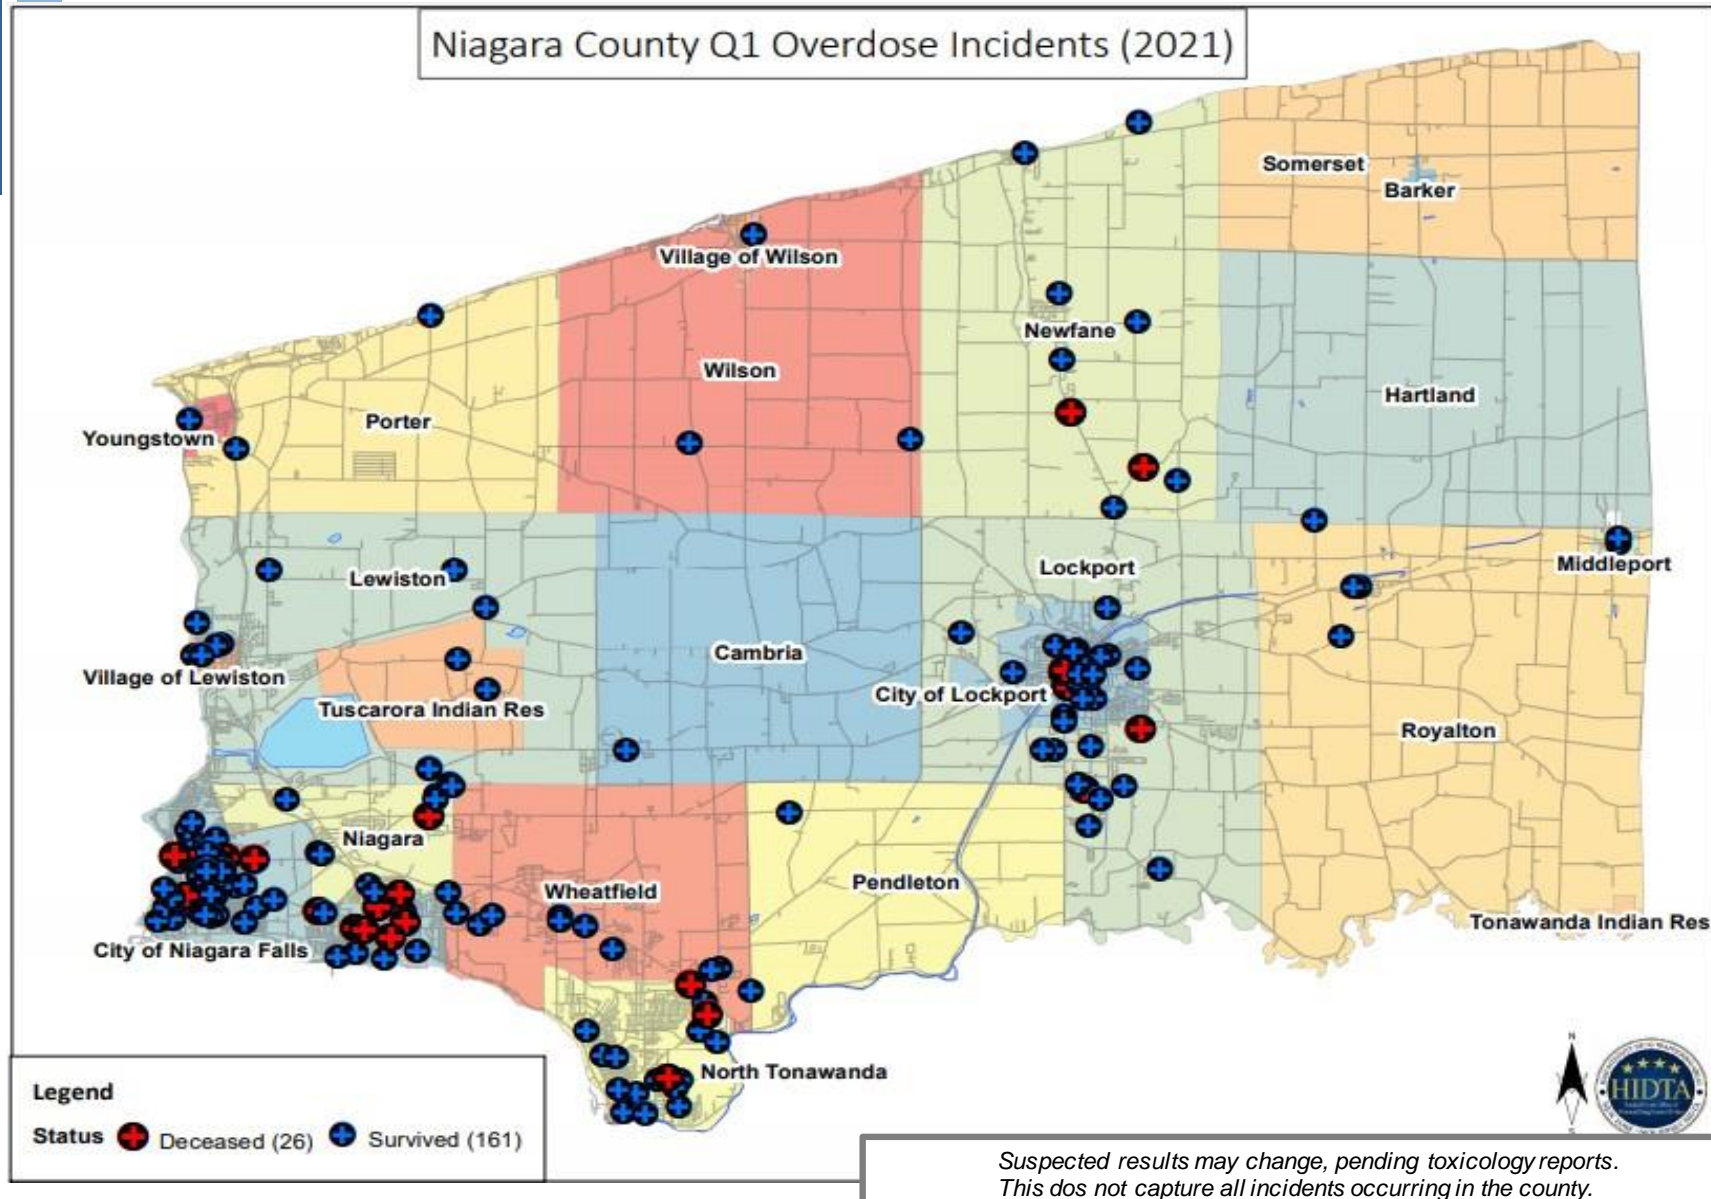 Niagara County Q1 Overdose Incidents (2021)
Somerset
Barker
Village of Wilson
Newfane
Wilson
Hartland
Porter
Youngstown
Lockport
Middleport
Lewiston
Cambria
Village of Lewiston
City of Lockport
Tuscarora Indian Res
Royalton
Niagara
Wheatfield
Pendleton
Tonawanda Indian Res
City of Niagara Falls
North Tonawanda
Legend
Status Deceased (26) Survived (161)
N
S
HIDTA
Suspected results may change, pending toxicology reports.
This dos not capture all incidents occurring in the county.